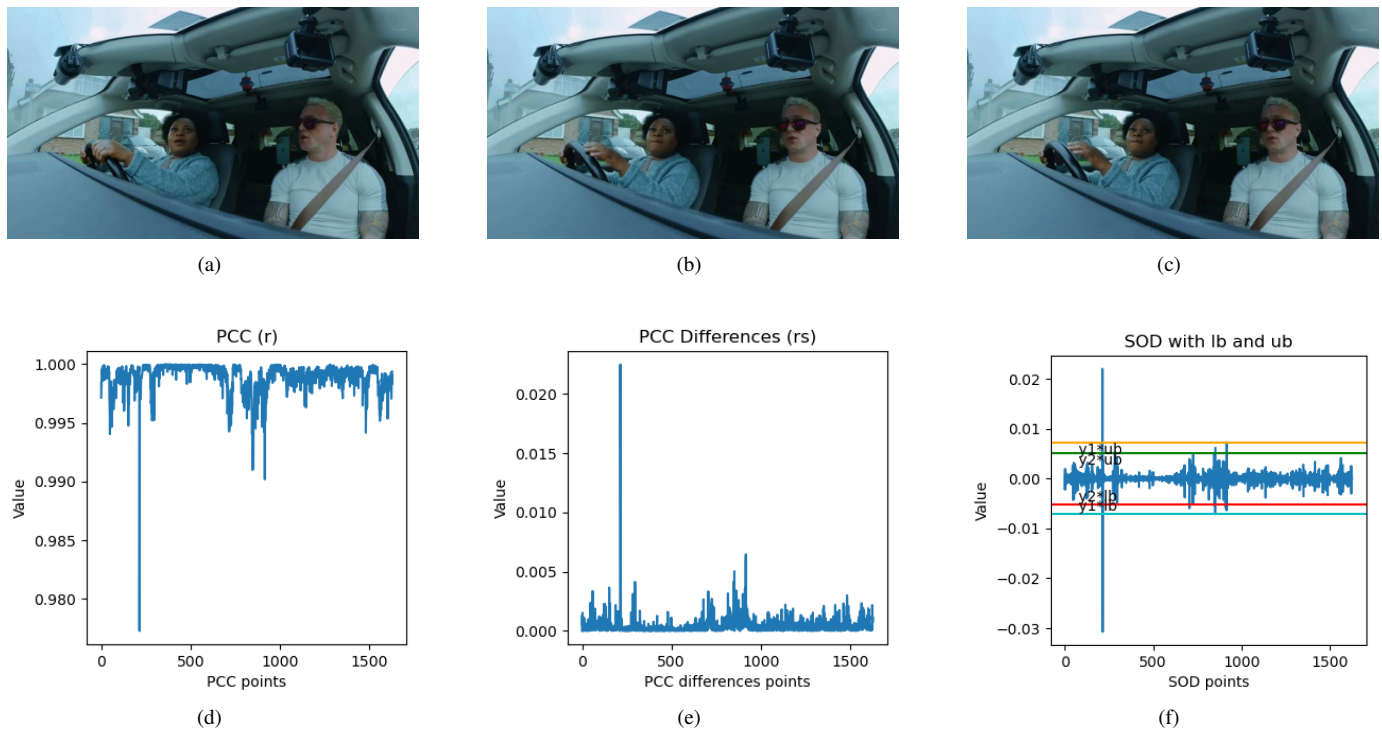 (a)
(b)
(c)
PCC (r)
1.000
0.995
0.990
0.985
0.980
Value
0
500
1000
1500
PCC points
(d)
PCC Differences (rs)
0.020
0.015
0.010
0.005
0.000
Value
0
500
1000
1500
PCC differences points
(e)
SOD with lb and ub
0.02
0.01
0.00
−0.01
−0.02
−0.03
Value
y1*ub
y2*ub
y2*lb
y1*lb
0
500
1000
1500
SOD points
(f)